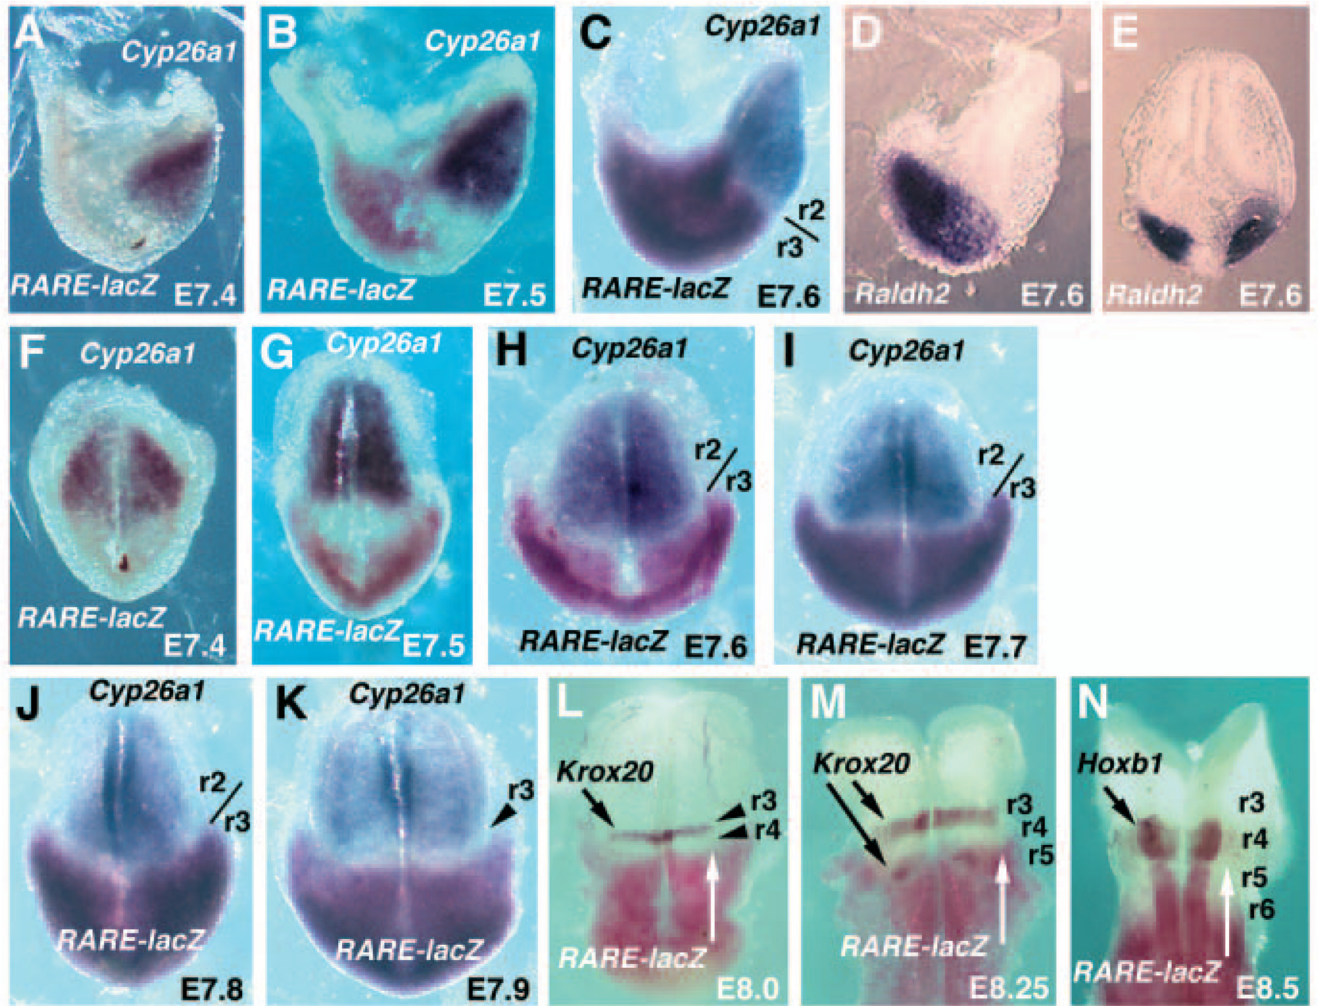 A
Cyp26a1
RARE-lacZ E7.4
B
Cyp26a1
RARE-lacZ E7.5
C
Cyp26a1
r2
r3
RARE-lacZ E7.6
D
Raldh2 E7.6
E
Raldh2 E7.6
F
Cyp26a1
RARE-lacZ
E7.4
G
Cyp26a1
RARE-lacZ E7.5
H
Cyp26a1
r2
r3
RARE-lacZ E7.6
I
Cyp26a1
r2
r3
RARE-lacZ E7.7
J
Cyp26a1
r2
r3
RARE-lacZ
E7.8
K
Cyp26a1
r3
RARE-lacZ
E7.9
L
Krox20
r3
r4
RARE-lacZ
E8.0
M
Krox20
r3
r4
r5
RARE-lacZ
E8.25
N
Hoxb1
r3
r4
r5
r6
RARE-lacZ
E8.5